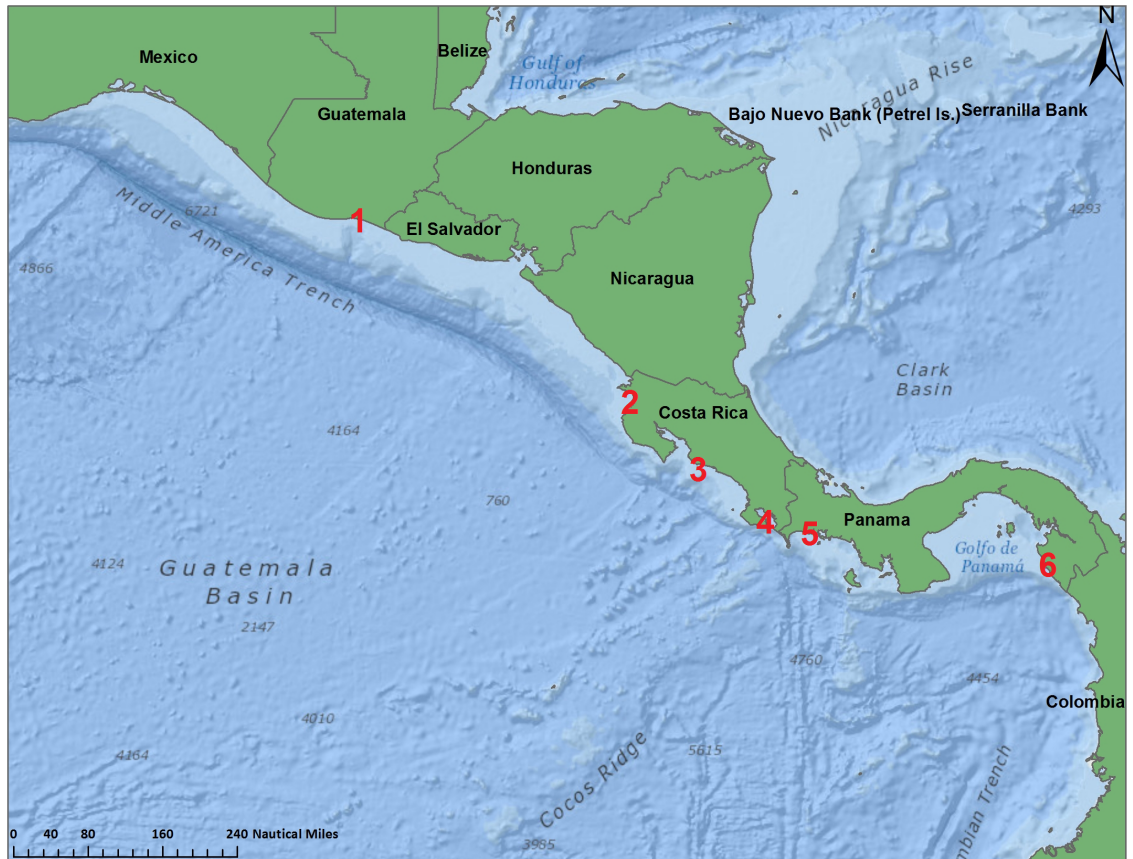 N
Mexico
Belize
Gulf of
Honduras
Nicaragua Rise
Guatemala
Bajo Nuevo Bank (Petrel Is.)
Serranilla Bank
Honduras
Middle America Trench
6721
1
El Salvador
4293
4866
Nicaragua
Clark
Basin
2
Costa Rica
4164
3
760
4
5
Panama
Golfo de
Panamá
6
4124
Guatemala
Basin
2147
4760
4454
Colombia
4010
4164
5615
Cocos Ridge
mbian Trench
0 40 80 160 240 Nautical Miles
3985